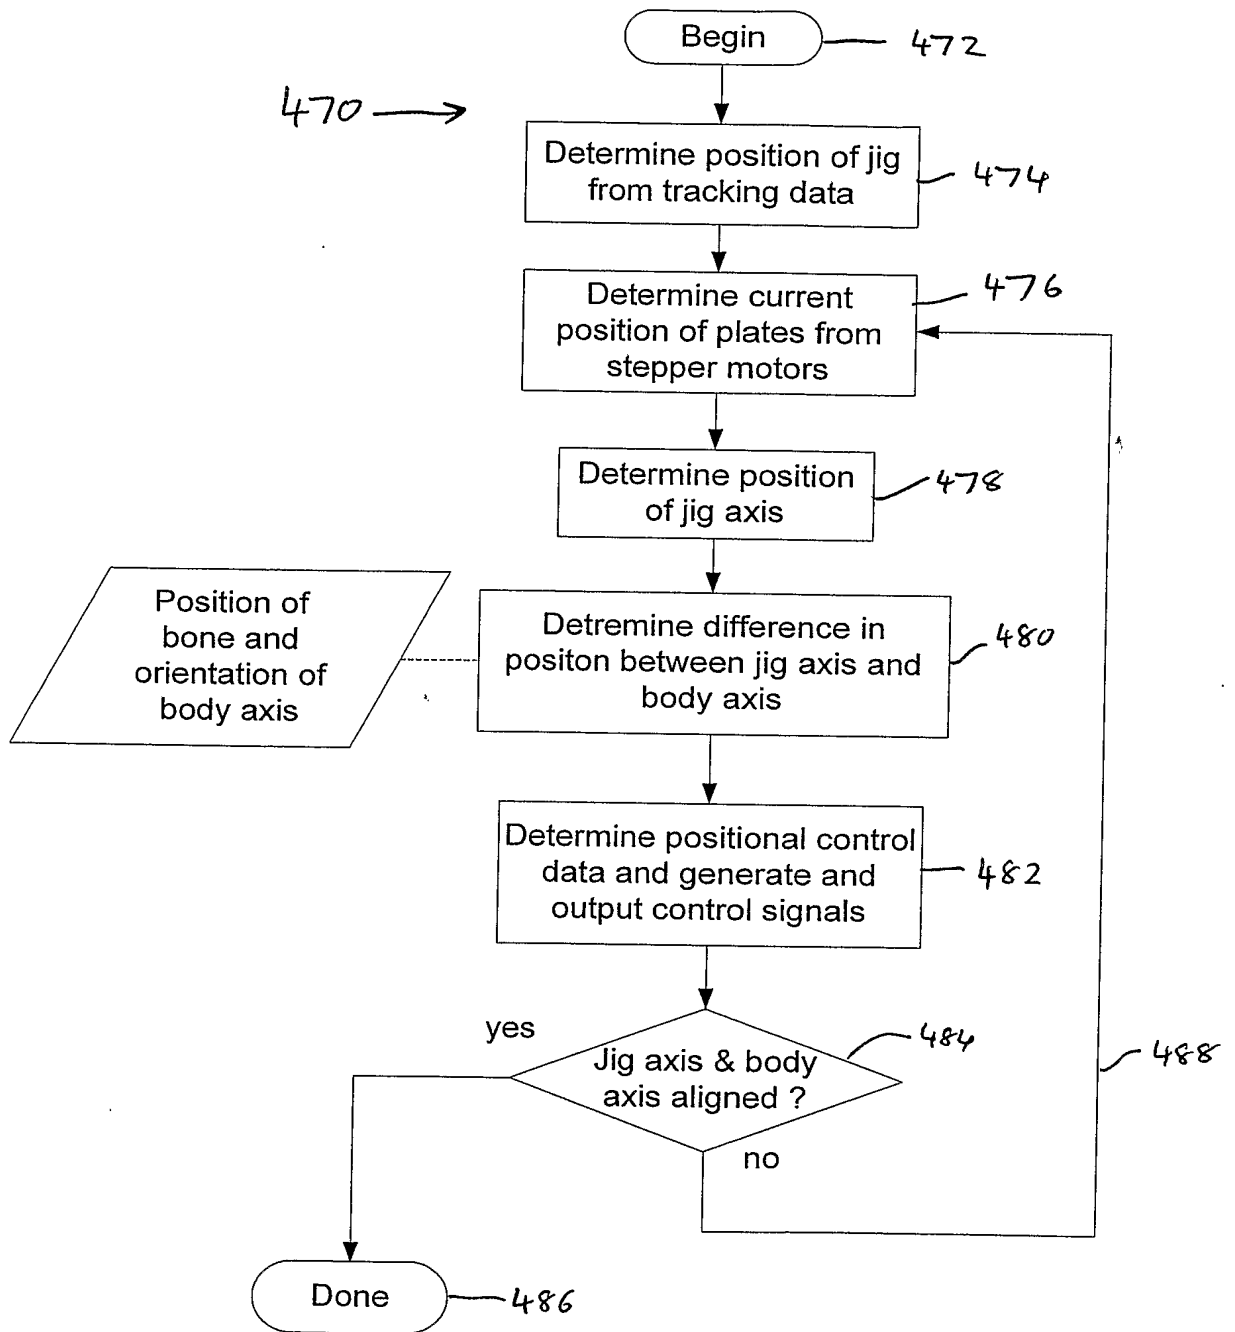 Begin
472
470
Determine position of jig
from tracking data
474
Determine current
position of plates from
stepper motors
476
Determine position
of jig axis
478
Position of
bone and
orientation of
body axis
Detremine difference in
positon between jig axis and
body axis
480
Determine positional control
data and generate and
output control signals
482
yes
Jig axis & body
axis aligned ?
484
488
no
Done
486